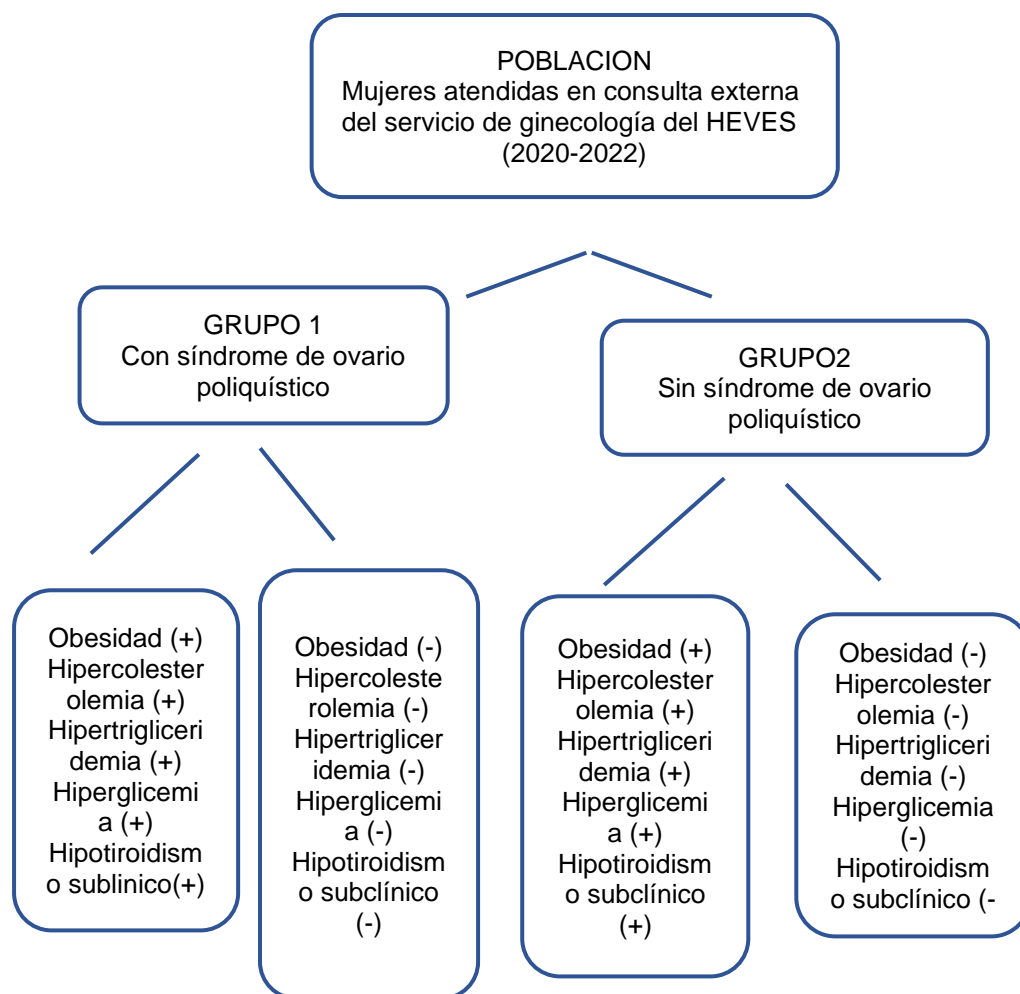 POBLACION
Mujeres atendidas en consulta externa
del servicio de ginecología del HEVES
(2020-2022)
GRUPO 1
Con síndrome de ovario
poliquístico
GRUPO2
Sin síndrome de ovario
poliquístico
Obesidad (+)
Hipercolester
olemia (+)
Hipertrigliceri
demia (+)
Hiperglicemi
a (+)
Hipotiroidism
o sublinico(+)
Obesidad (-)
Hipercoleste
rolemia (-)
Hipertriglicer
idemia (-)
Hiperglicemi
a (-)
Hipotiroidism
o subclínico
(-)
Obesidad (+)
Hipercolester
olemia (+)
Hipertrigliceri
demia (+)
Hiperglicemi
a (+)
Hipotiroidism
o subclínico
(+)
Obesidad (-)
Hipercolester
olemia (-)
Hipertrigliceri
demia (-)
Hiperglicemia
(-)
Hipotiroidism
o subclínico (-